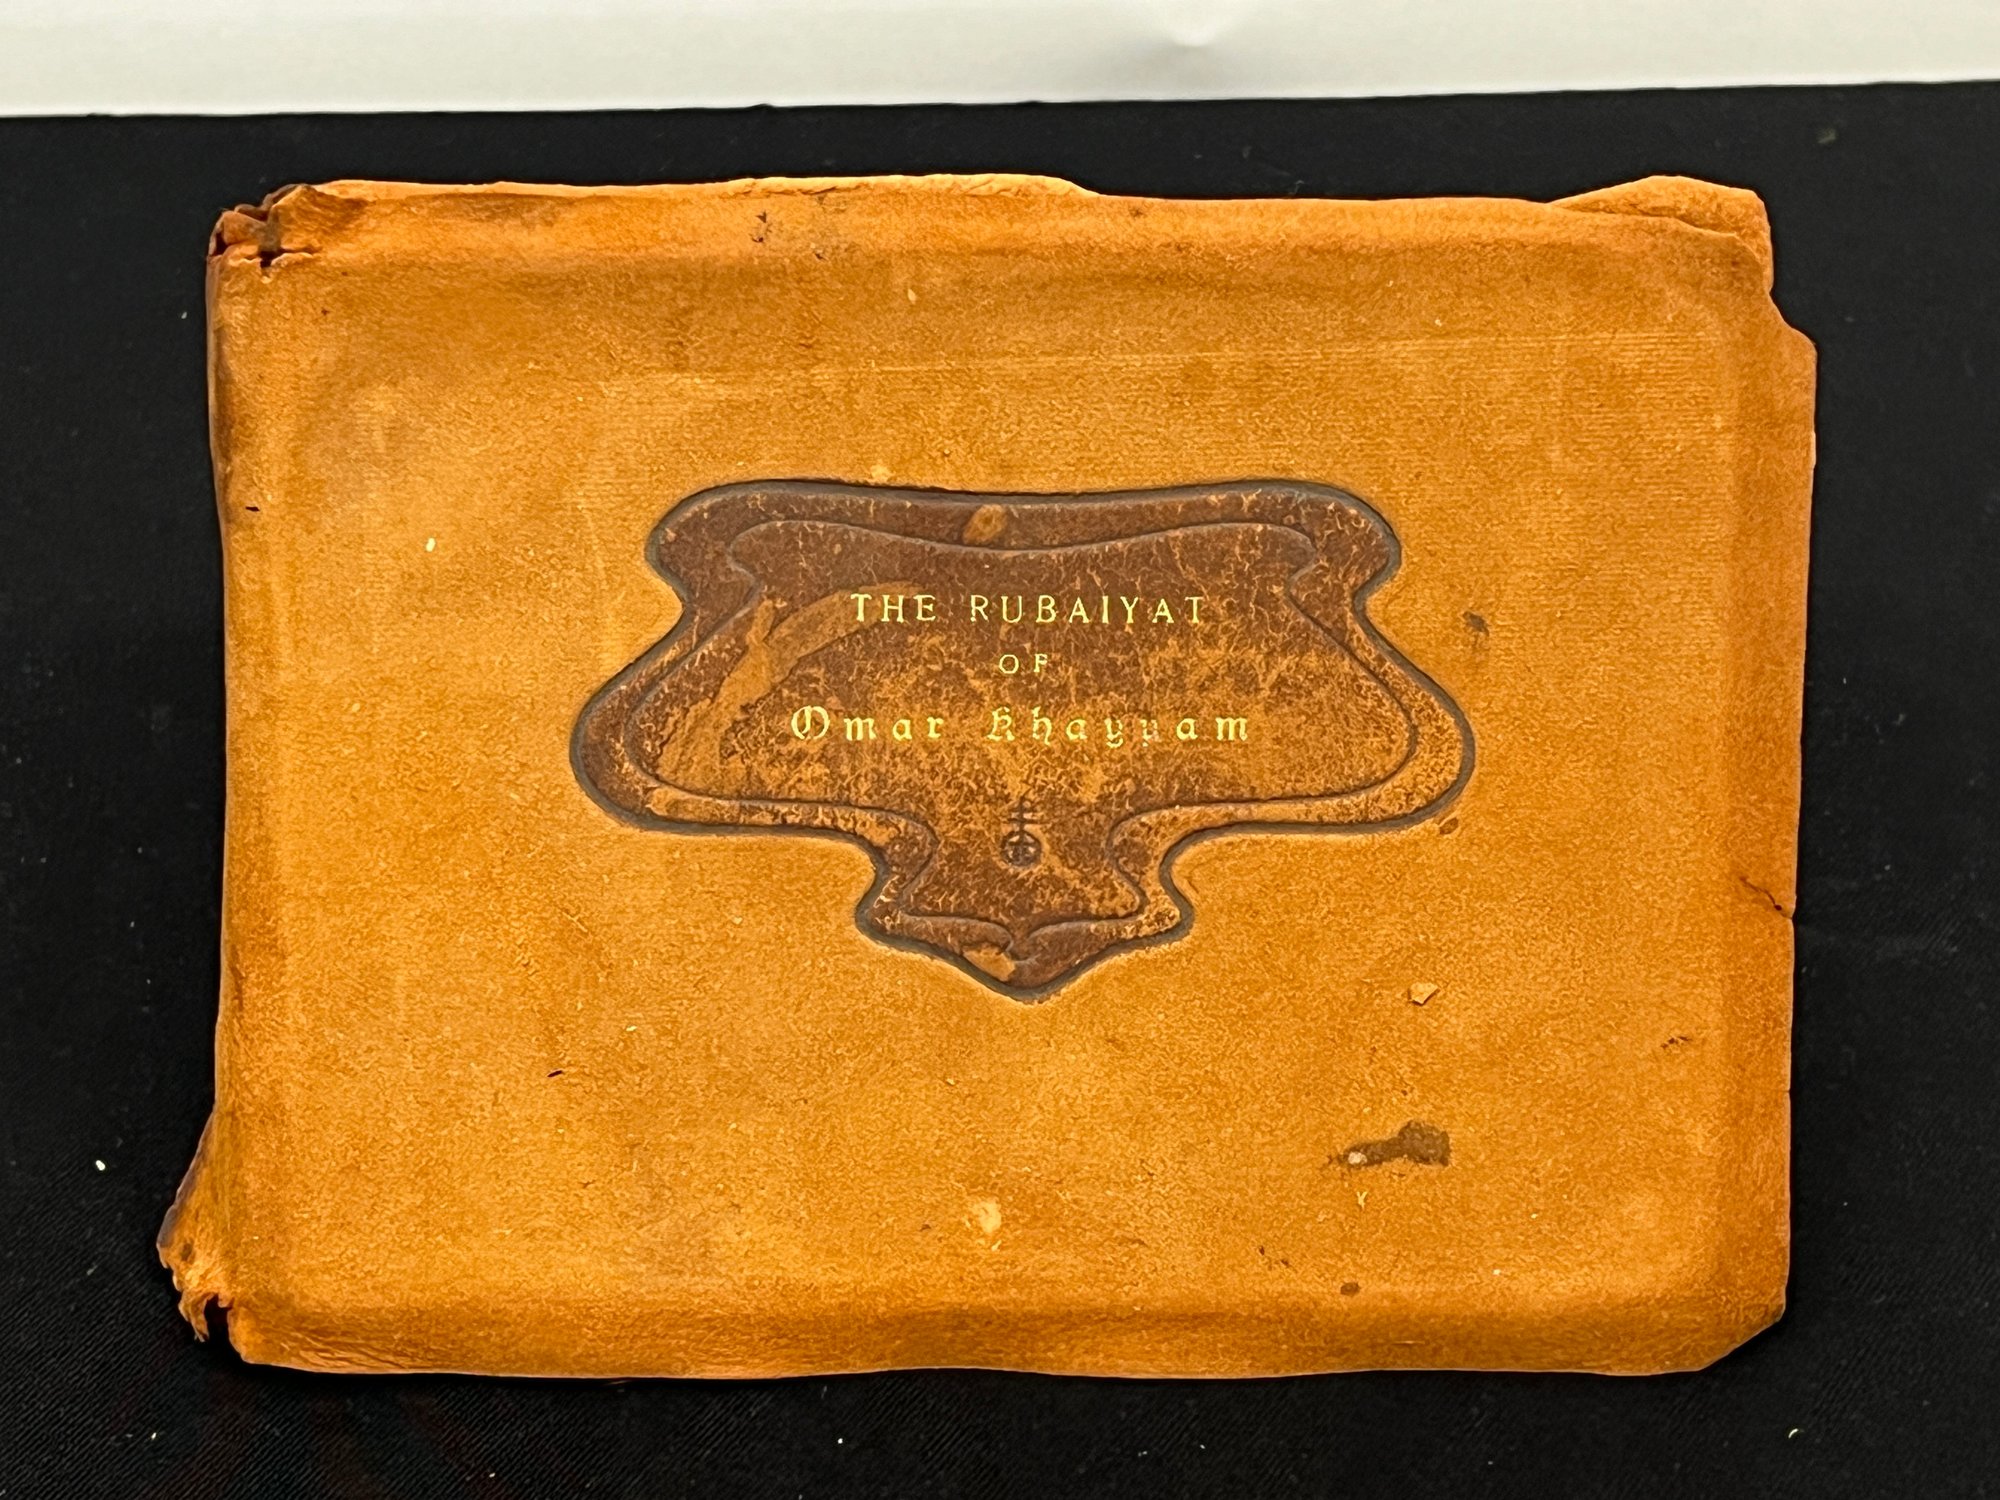 THE RUBAIYAT
OF
Omar Khayyam